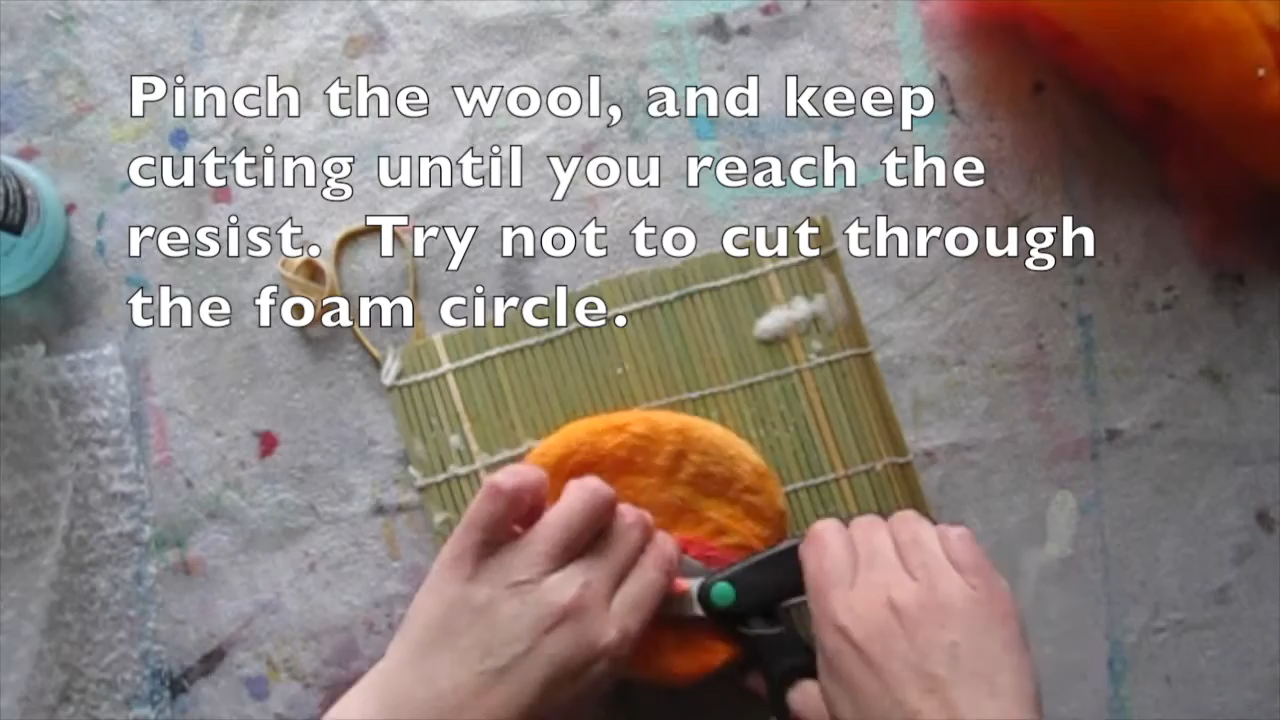 Pinch the wool, and keep
cutting until you reach the
resist.  Try not to cut through
the foam circle.